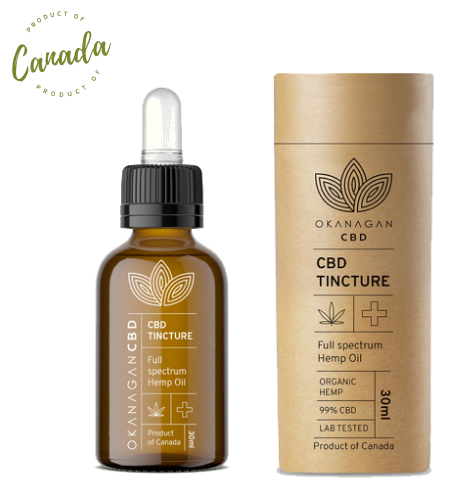 PRODUCT OF
Canada
PRODUCT OF
OKANAGAN CBD
CBD
TINCTURE
Full
spectrum
Hemp Oil
Product
of Canada
30ml
OKANAGAN
CBD
CBD
TINCTURE
Full spectrum
Hemp Oil
ORGANIC
HEMP
99% CBD
LAB TESTED
30ml
Product of Canada